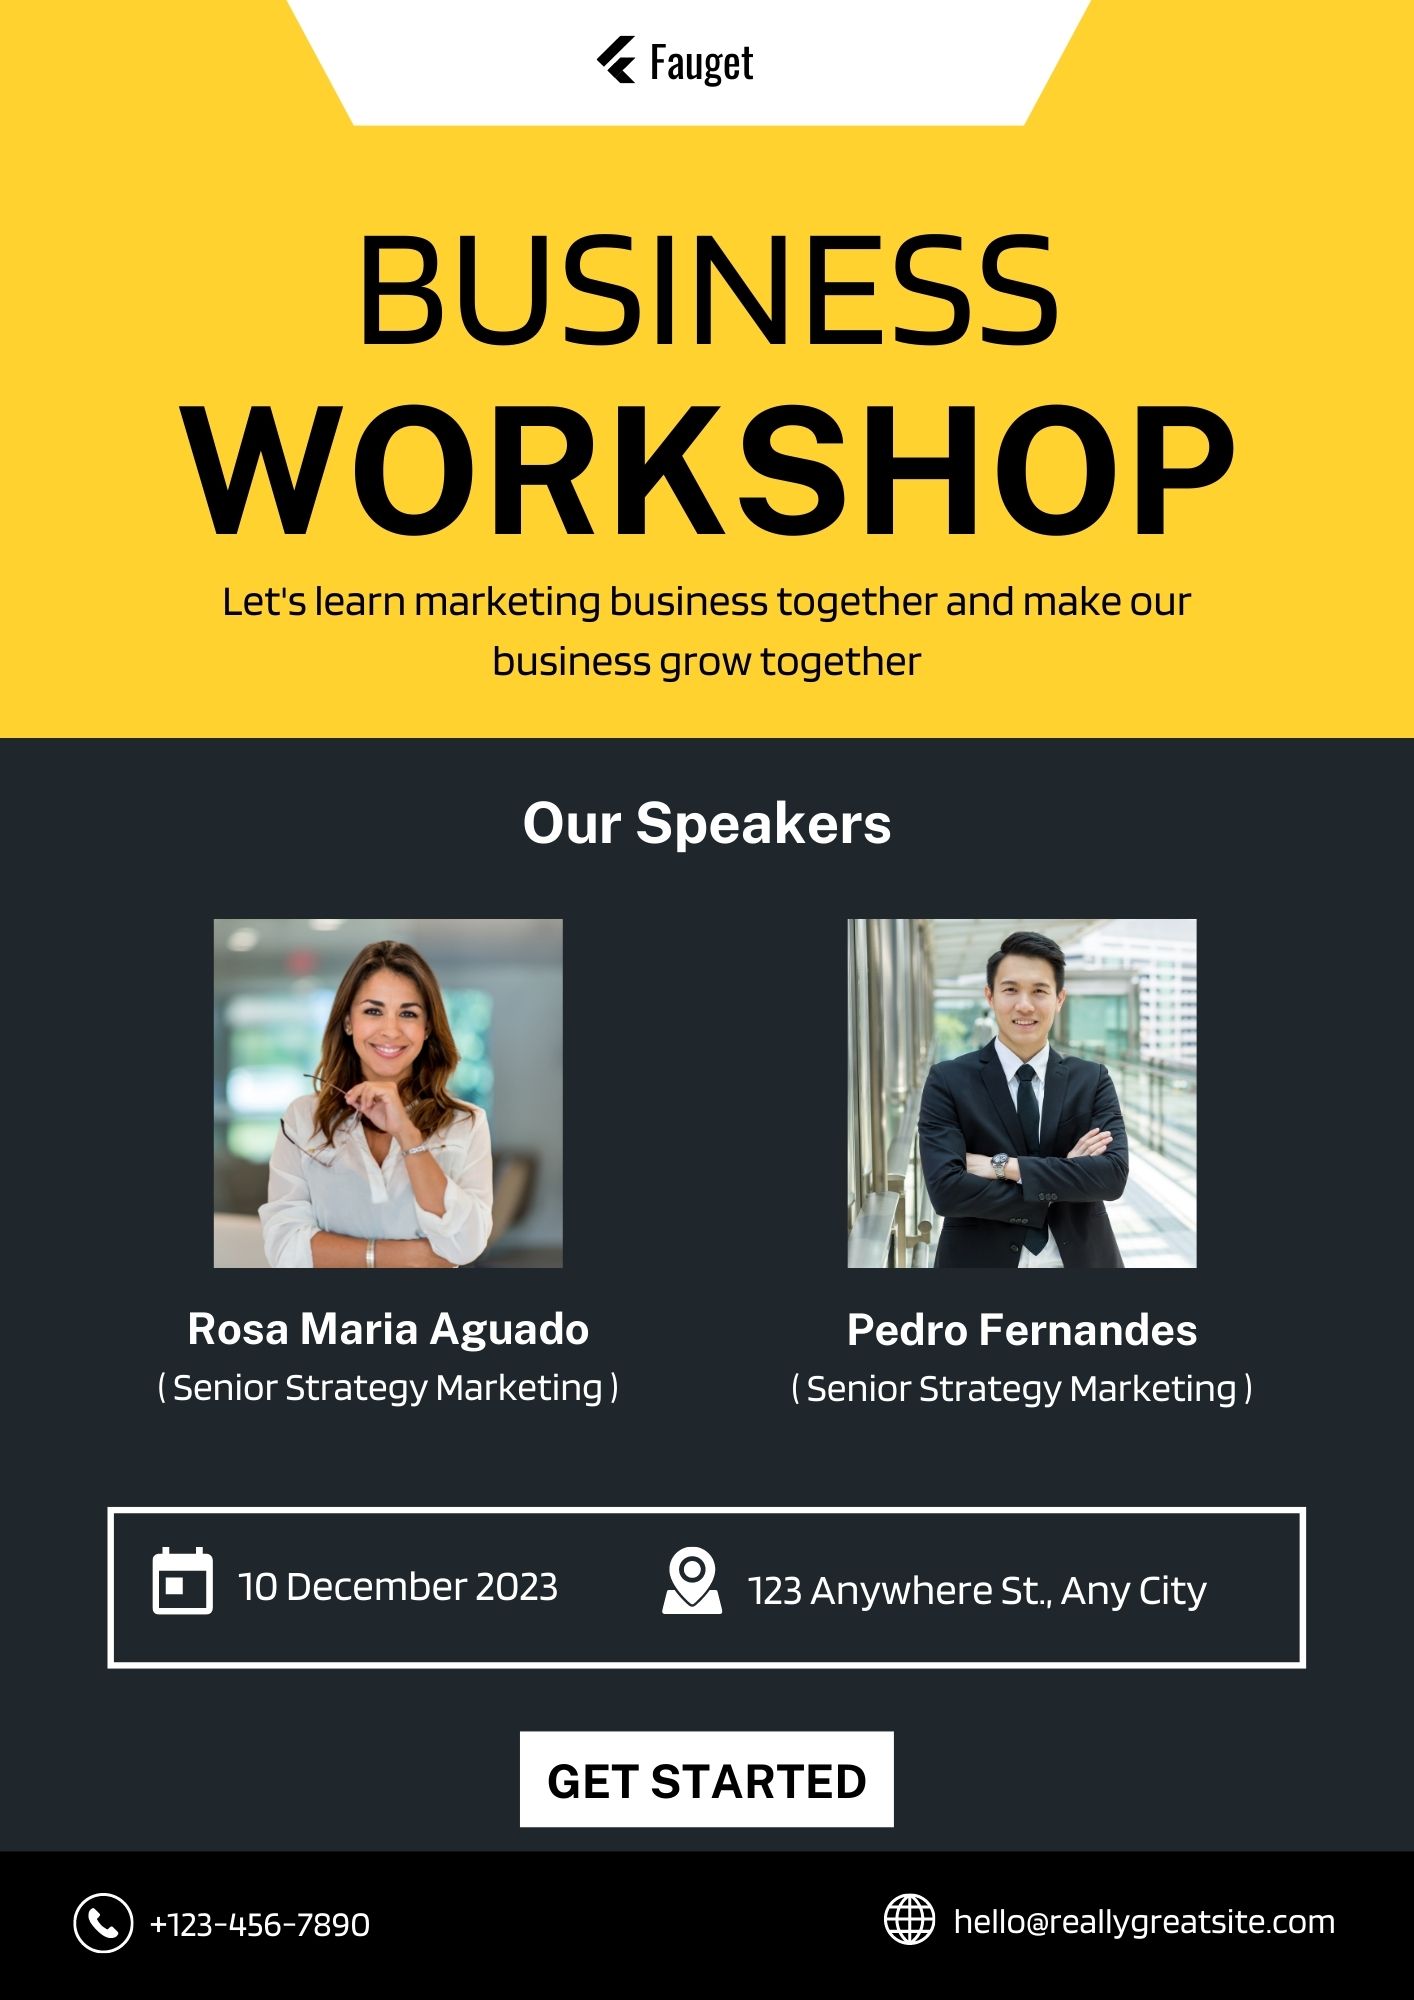 Fauget
BUSINESS
WORKSHOP
Let's learn marketing business together and make our
business grow together
Our Speakers
Rosa Maria Aguado
( Senior Strategy Marketing )
Pedro Fernandes
( Senior Strategy Marketing )
10 December 2023
123 Anywhere St., Any City
GET STARTED
+123-456-7890
hello@reallygreatsite.com